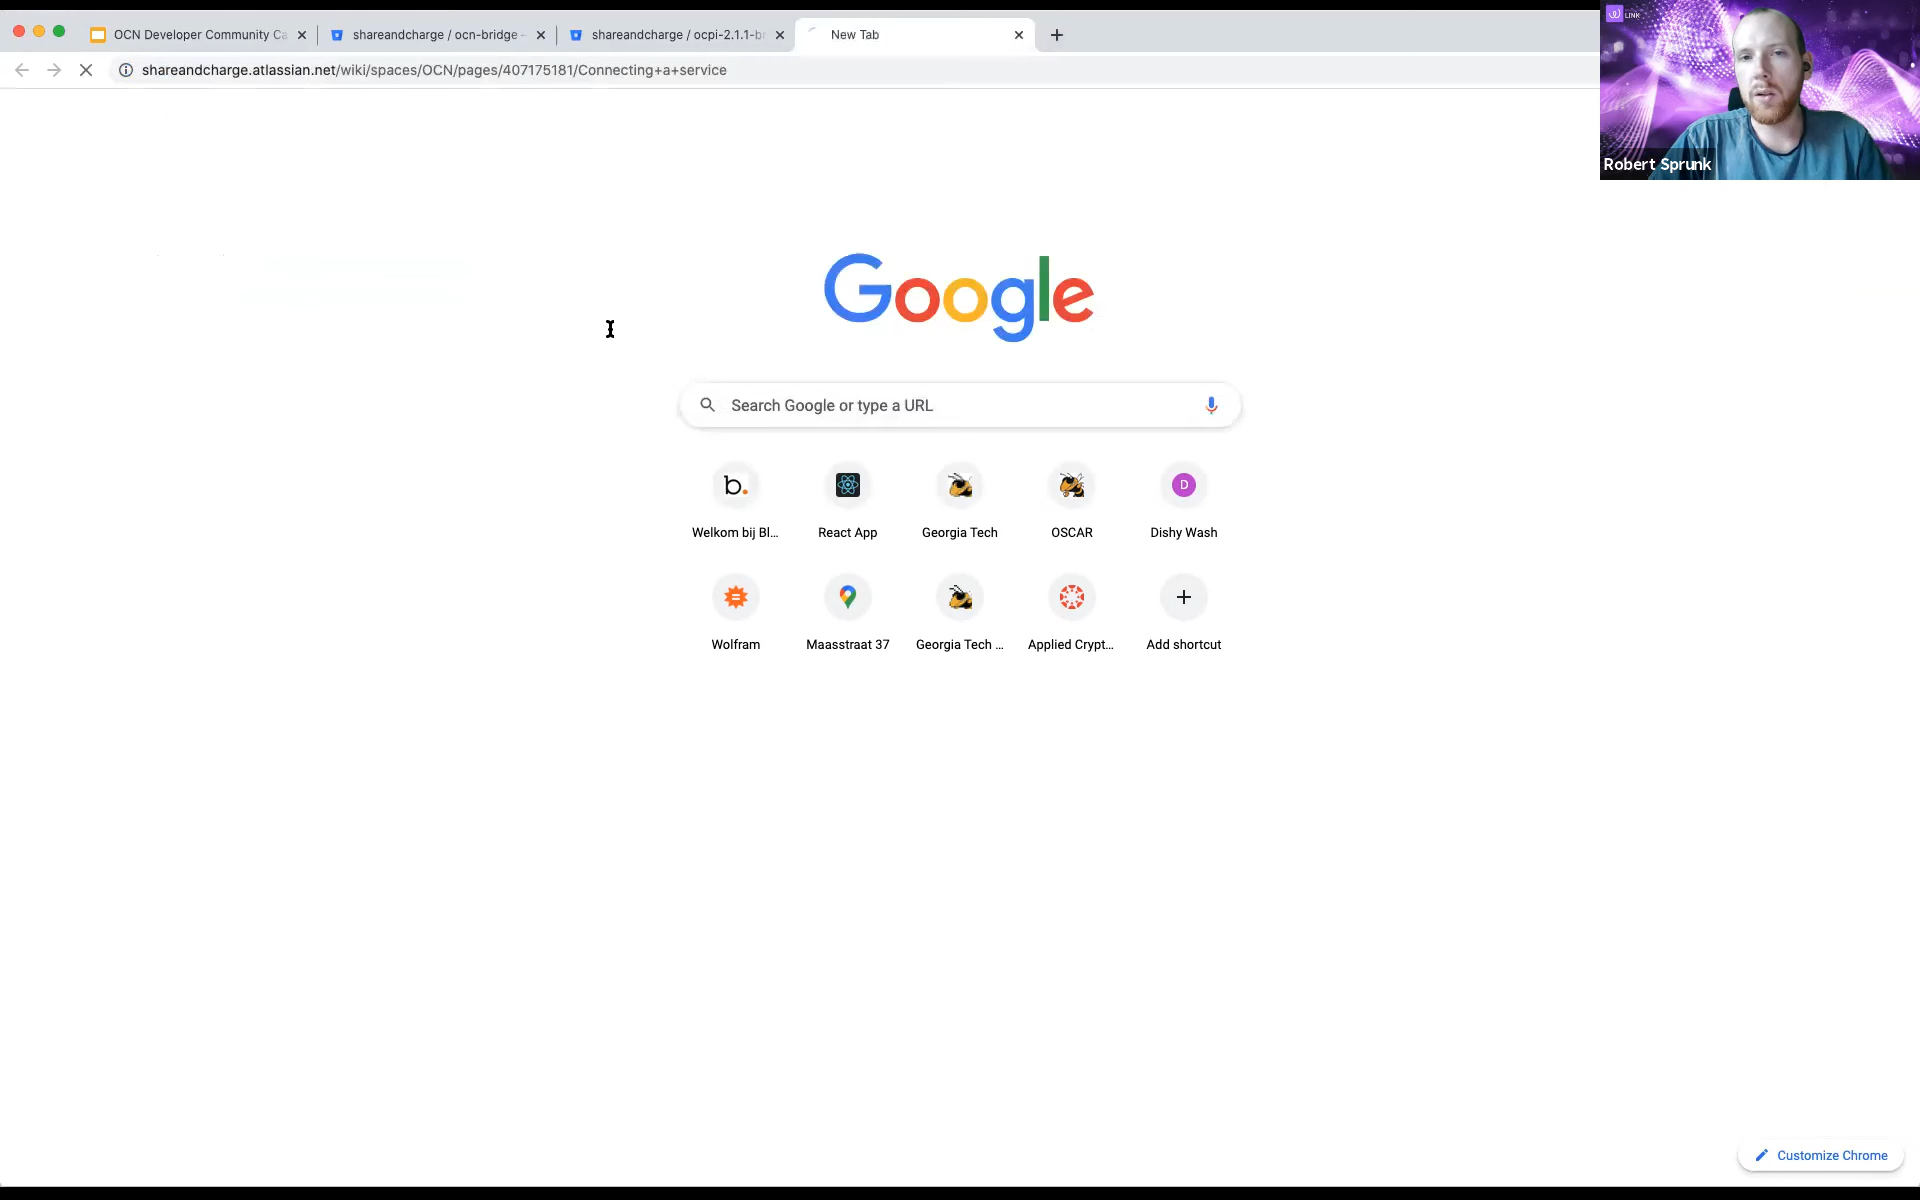 OCN Developer Community Ca
shareandcharge / ocn-bridge -
shareandcharge / ocpi-2.1.1-br
New Tab
shareandcharge.atlassian.net/wiki/spaces/OCN/pages/407175181/Connecting+a+service
LINK
Robert Sprunk
Google
Search Google or type a URL
b.
D
Welkom bij Bl...
React App
Georgia Tech
OSCAR
Dishy Wash
Wolfram
Maasstraat 37
Georgia Tech ...
Applied Crypt...
Add shortcut
Customize Chrome